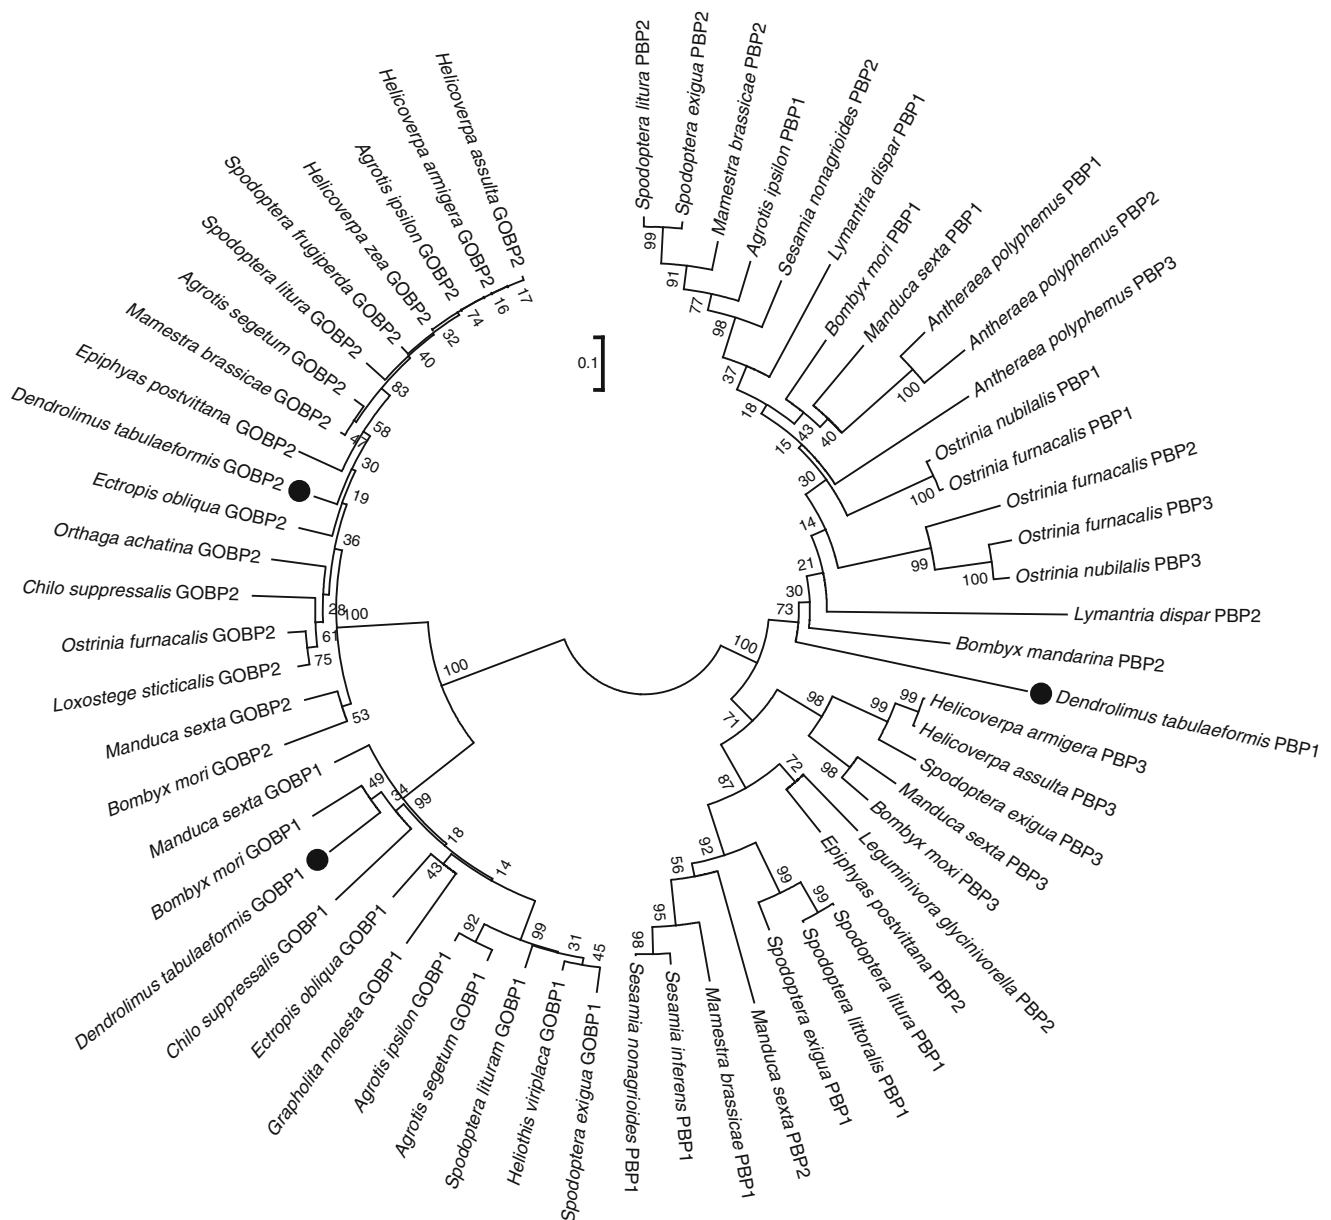 Spodoptera litura PBP2
Spodoptera exigua PBP2
Mamestra brassicae PBP2
Agrotis ipsilon PBP1
Sesamia nonagrioides PBP2
Lymantria dispar PBP1
Bombyx mori PBP1
Manduca sexta PBP1
Antheraea polyphemus PBP1
Antheraea polyphemus PBP2
Antheraea polyphemus PBP3
Ostrinia nubilalis PBP1
Ostrinia furnacalis PBP1
Ostrinia furnacalis PBP2
Ostrinia furnacalis PBP3
Ostrinia nubilalis PBP3
Lymantria dispar PBP2
Bombyx mandarina PBP2
Dendrolimus tabulaeformis PBP1
Helicoverpa armigera PBP3
Helicoverpa assulta PBP3
Spodoptera exigua PBP3
Manduca sexta PBP3
Bombyx moxi PBP3
Leguminivora glycinivorella PBP2
Epiphyas postvittana PBP2
Spodoptera litura PBP1
Spodoptera littoralis PBP1
Spodoptera exigua PBP1
Manduca sexta PBP2
Mamestra brassicae PBP1
Sesamia inferens PBP1
Sesamia nonagrioides PBP1
Spodoptera exigua GOBP1
Heliothis viriplaca GOBP1
Spodoptera lituram GOBP1
Agrotis segetum GOBP1
Agrotis ipsilon GOBP1
Grapholita molesta GOBP1
Ectropis obliqua GOBP1
Chilo suppressalis GOBP1
Dendrolimus tabulaeformis GOBP1
Bombyx mori GOBP1
Manduca sexta GOBP1
Bombyx mori GOBP2
Manduca sexta GOBP2
Loxostege sticticalis GOBP2
Ostrinia furnacalis GOBP2
Chilo suppressalis GOBP2
Orthaga achatina GOBP2
Ectropis obliqua GOBP2
Dendrolimus tabulaeformis GOBP2
Epiphyas postvittana GOBP2
Mamestra brassicae GOBP2
Agrotis segetum GOBP2
Spodoptera litura GOBP2
Spodoptera frugiperda GOBP2
Helicoverpa zea GOBP2
Agrotis ipsilon GOBP2
Helicoverpa armigera GOBP2
Helicoverpa assulta GOBP2
0.1
99
91
77
98
37
18
43
40
100
15
30
100
14
99
100
21
30
73
100
71
98
99
99
98
87
72
92
99
99
56
95
98
45
31
99
92
14
43
18
99
34
49
100
100
53
75
61
28
36
19
30
47
58
83
40
32
74
16
17